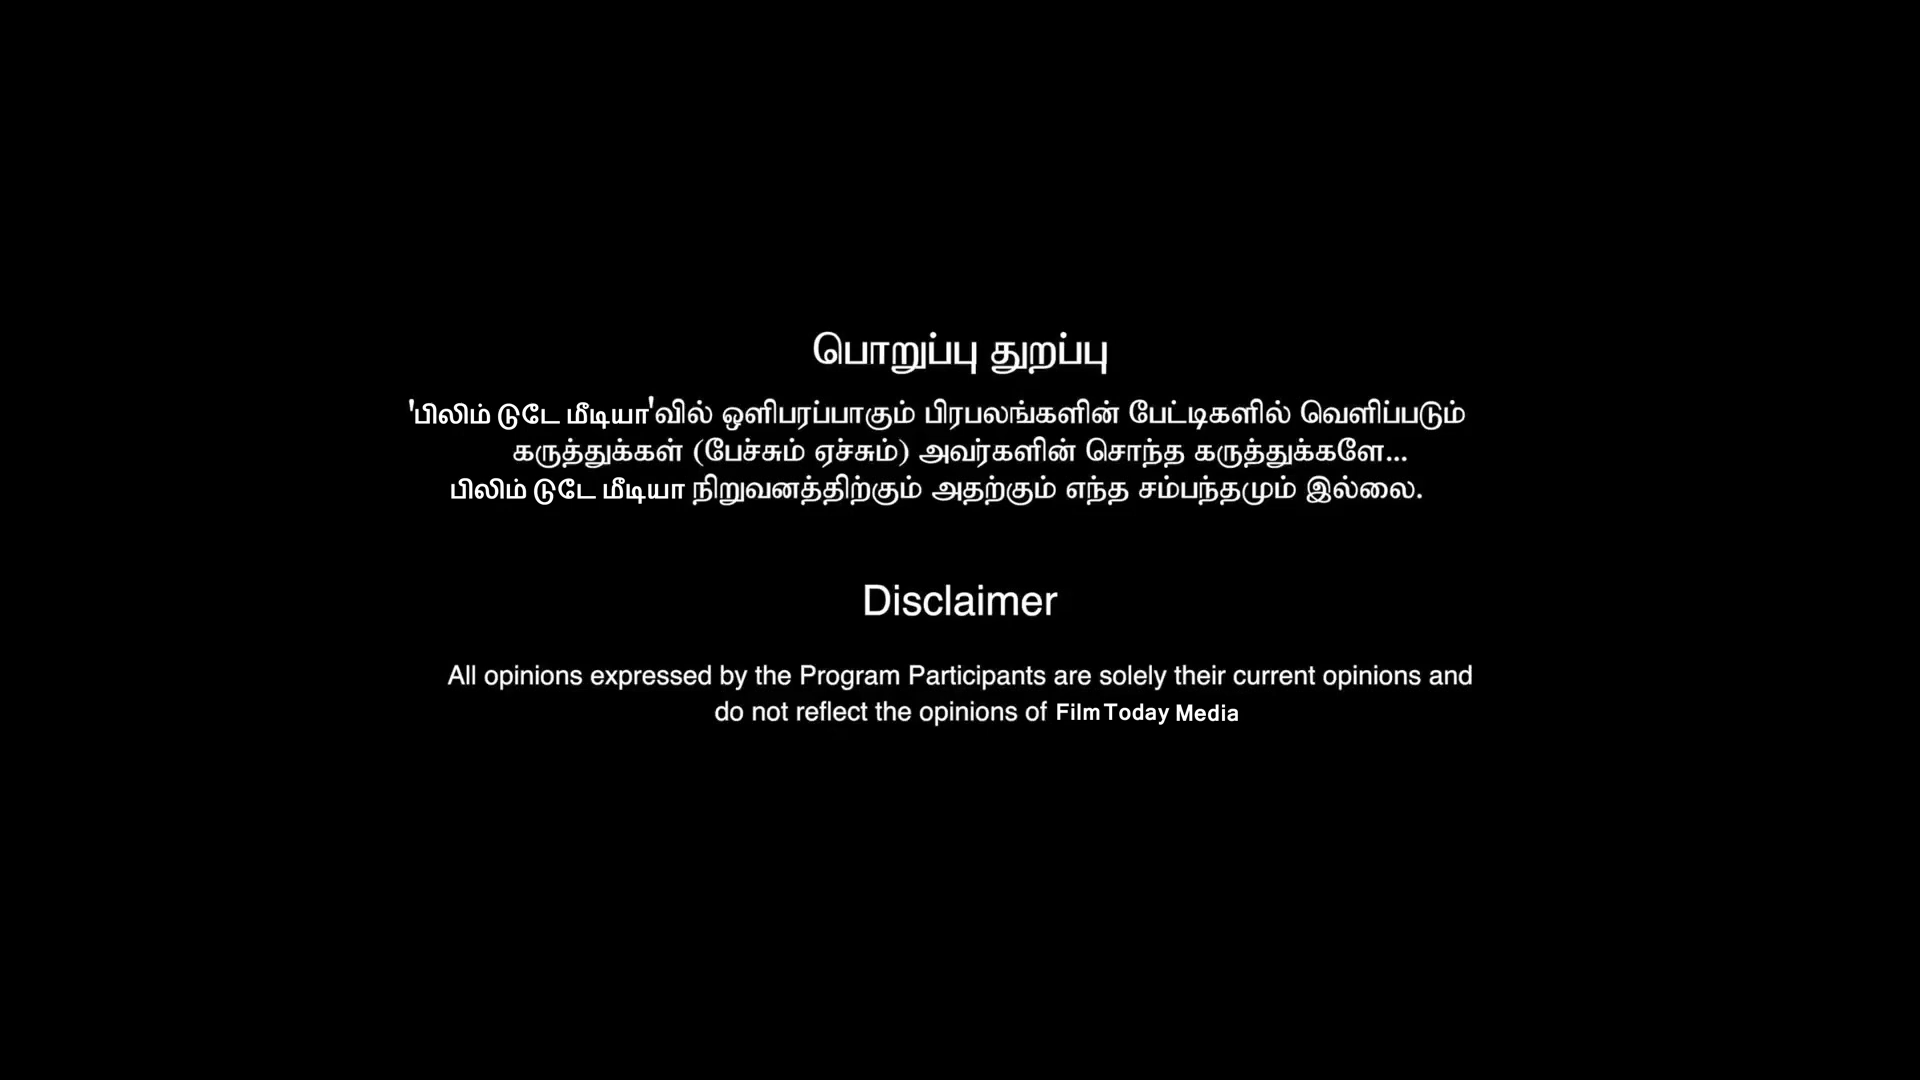 பொறுப்பு துறப்பு
'பிலிம் டுடே மீடியா'வில் ஒளிபரப்பாகும் பிரபலங்களின் பேட்டிகளில் வெளிப்படும்
கருத்துக்கள் (பேச்சும் ஏச்சும்) அவர்களின் சொந்த கருத்துக்களே...
பிலிம் டுடே மீடியா நிறுவனத்திற்கும் அதற்கும் எந்த சம்பந்தமும் இல்லை.
Disclaimer
All opinions expressed by the Program Participants are solely their current opinions and
do not reflect the opinions of Film Today Media